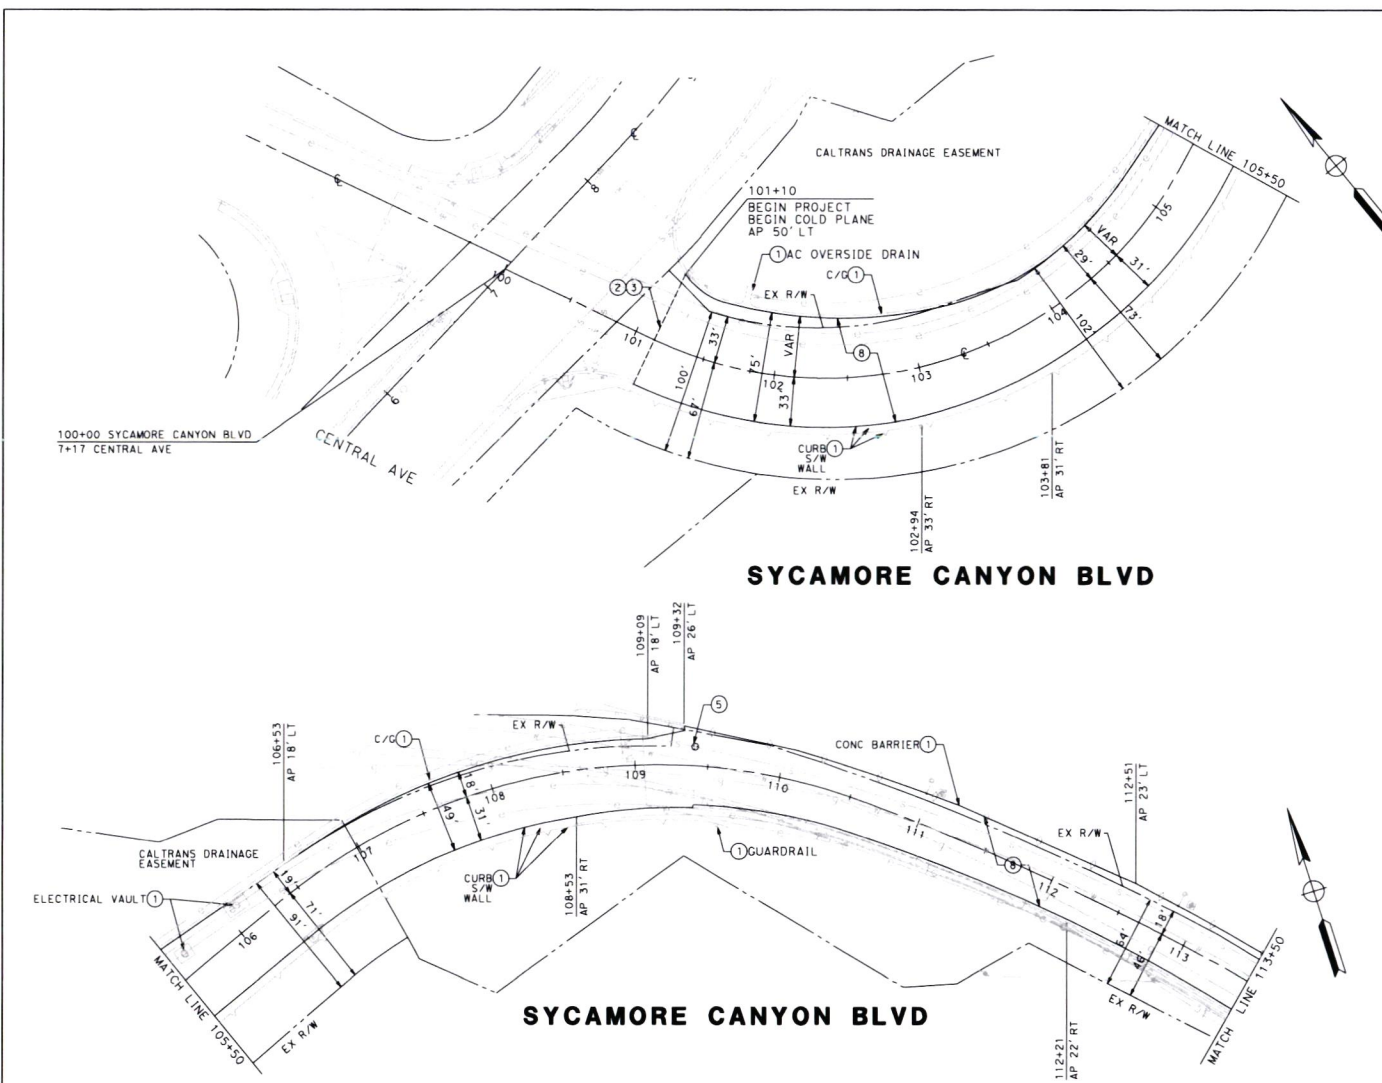 MATCH LINE 105+50
CALTRANS DRAINAGE EASEMENT
101+10
BEGIN PROJECT
BEGIN COLD PLANE
AP 50' LT
1 AC OVERSIDE DRAIN
C/G 1
EX R/W
2 3
8
7
6
100
101
102
103
104
105
33'
100'
67'
75'
VAR
33'
8
VAR
31'
29'
73'
102'
100+00 SYCAMORE CANYON BLVD
7+17 CENTRAL AVE
CENTRAL AVE
CURB 1
S/W
WALL
EX R/W
102+94
AP 33' RT
103+81
AP 31' RT
SYCAMORE CANYON BLVD
106+53
AP 18' LT
109+09
AP 18' LT
109+32
AP 26' LT
5
EX R/W
C/G 1
CONC BARRIER 1
112+51
AP 23' LT
106
107
108
109
110
111
112
113
18'
49'
31'
CALTRANS DRAINAGE
EASEMENT
ELECTRICAL VAULT 1
19'
71'
91'
CURB 1
S/W
WALL
108+53
AP 31' RT
1 GUARDRAIL
EX R/W
8
18'
64'
46'
EX R/W
MATCH LINE 105+50
EX R/W
MATCH LINE 113+50
112+21
AP 22' RT
SYCAMORE CANYON BLVD